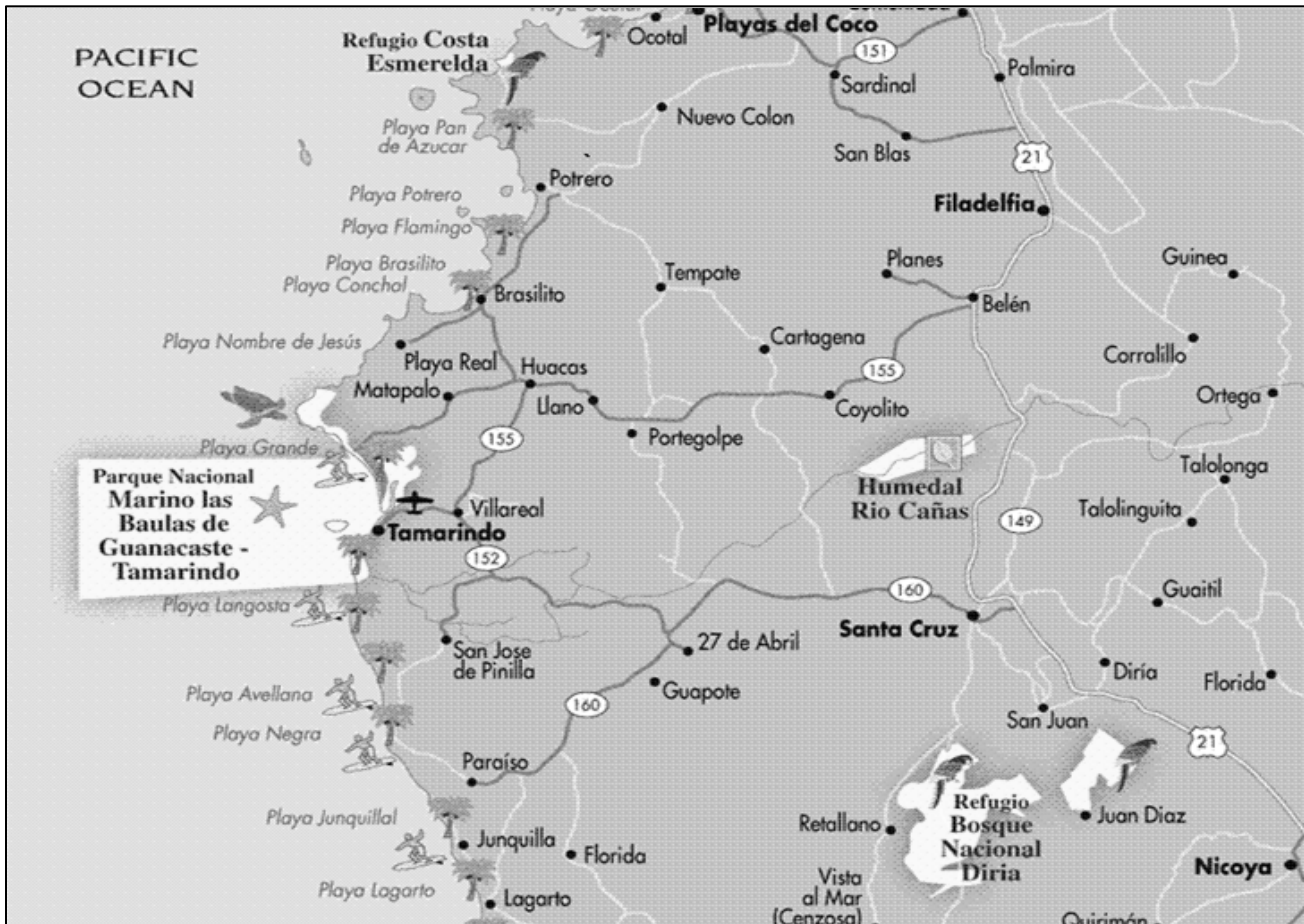 Ocotal
Playas del Coco
PACIFIC
OCEAN
Refugio Costa
Esmerelda
151
Sardinal
Palmira
Nuevo Colon
Playa Pan
de Azucar
San Blas
21
Potrero
Playa Potrero
Filadelfia
Playa Flamingo
Playa Brasilito
Tempate
Planes
Guinea
Playa Conchal
Brasilito
Belén
Playa Nombre de Jesús
Playa Real
Cartagena
Corralillo
Huacas
155
Matapalo
Llano
Coyolito
Ortega
Playa Grande
155
Portegolpe
Parque Nacional
Marino las
Baulas de
Guanacaste -
Tamarindo
Humedal
Rio Cañas
Talolonga
Villareal
149
Talolinguita
Tamarindo
152
Playa Langosta
160
Guaitil
Santa Cruz
San Jose
de Pinilla
27 de Abril
Diría
Playa Avellana
Guapote
Florida
160
San Juan
Playa Negra
21
Paraíso
Refugio
Bosque
Nacional
Diria
Juan Diaz
Playa Junquillal
Retallano
Junquilla
Florida
Nicoya
Playa Lagarto
Vista
al Mar
(Cenzosa)
Lagarto
Quirimán